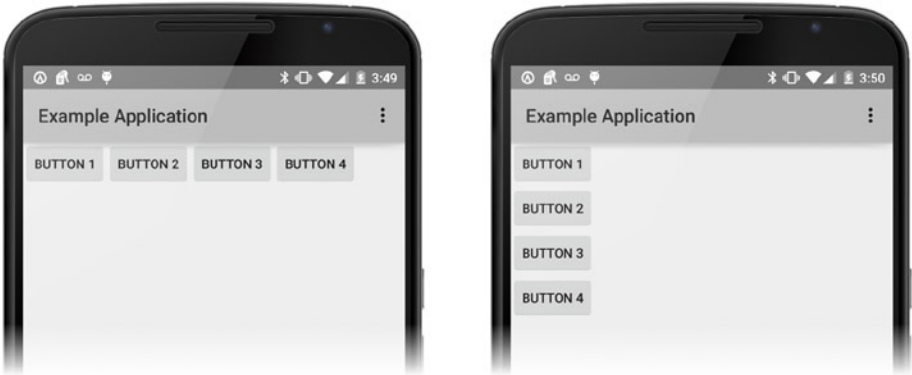 3:49
Example Application
BUTTON 1 BUTTON 2 BUTTON 3 BUTTON 4
3:50
Example Application
BUTTON 1
BUTTON 2
BUTTON 3
BUTTON 4